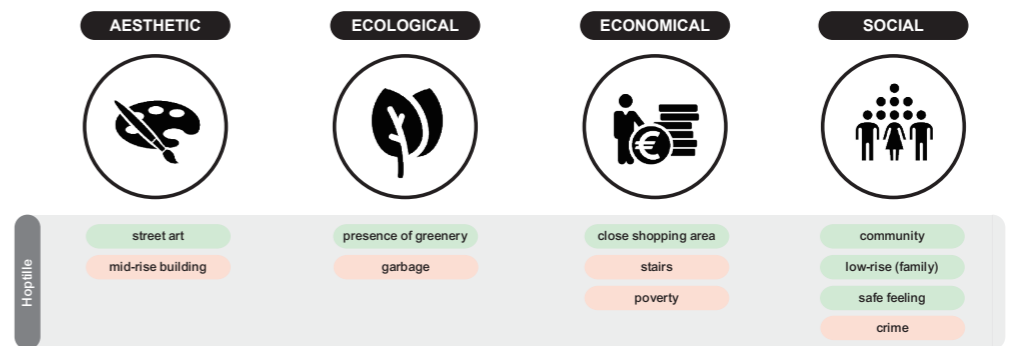 AESTHETIC
ECOLOGICAL
ECONOMICAL
SOCIAL
€
Hoptille
street art
presence of greenery
close shopping area
community
mid-rise building
garbage
stairs
low-rise (family)
poverty
safe feeling
crime